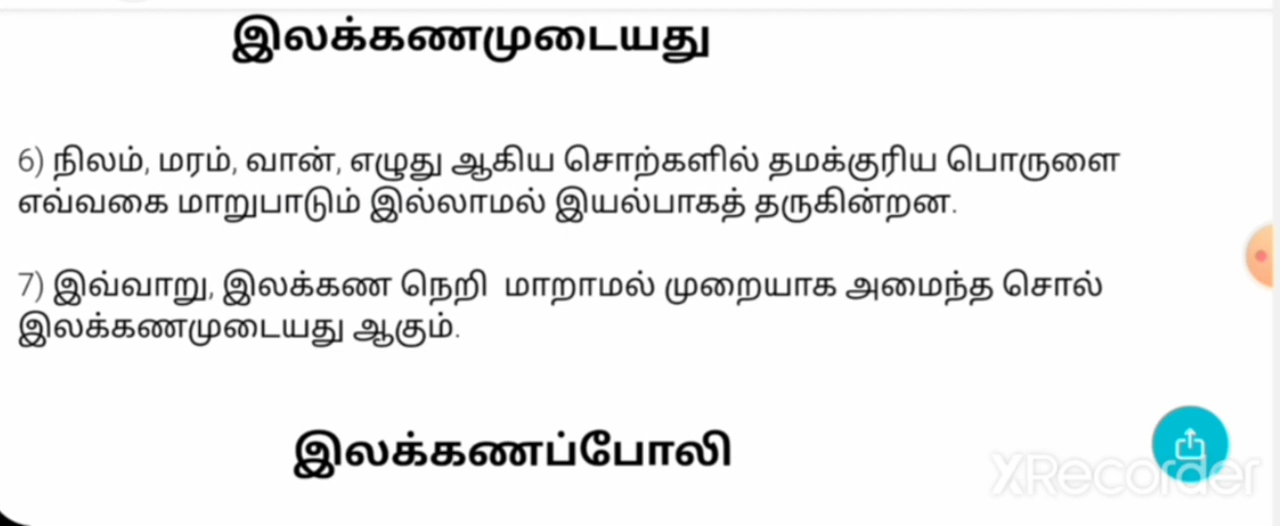 இலக்கணமுடையது
6) நிலம், மரம், வான், எழுது ஆகிய சொற்களில் தமக்குரிய பொருளை
எவ்வகை மாறுபாடும் இல்லாமல் இயல்பாகத் தருகின்றன.
7) இவ்வாறு, இலக்கண நெறி மாறாமல் முறையாக அமைந்த சொல்
இலக்கணமுடையது ஆகும்.
இலக்கணப்போலி
XRecorder